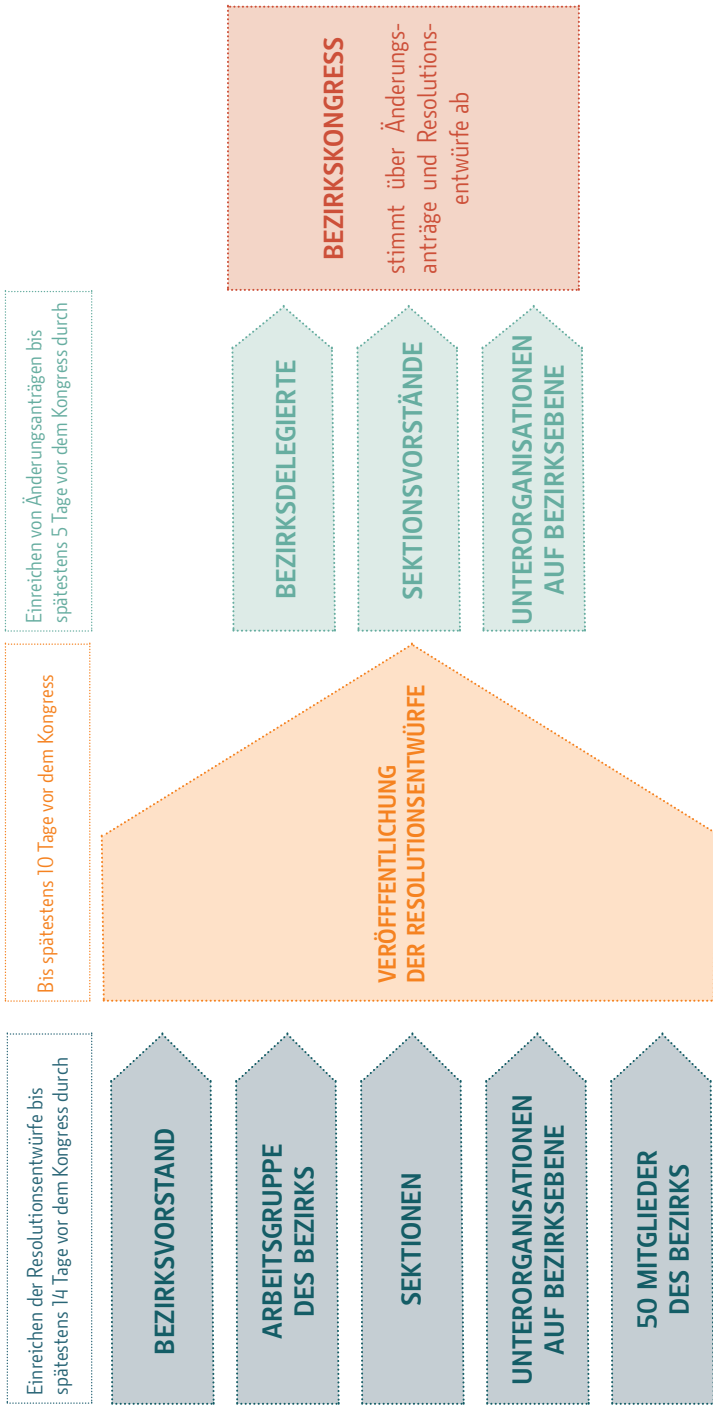 Einreichen der Resolutionsentwürfe bis
spätestens 14 Tage vor dem Kongress durch
BEZIRKSVORSTAND
ARBEITSGRUPPE
DES BEZIRKS
SEKTIONEN
UNTERORGANISATIONEN
AUF BEZIRKSEBENE
50 MITGLIEDER
DES BEZIRKS
Bis spätestens 10 Tage vor dem Kongress
VERÖFFFENTLICHUNG
DER RESOLUTIONSENTWÜRFE
Einreichen von Änderungsanträgen bis
spätestens 5 Tage vor dem Kongress durch
BEZIRKSDELEGIERTE
SEKTIONSVORSTÄNDE
UNTERORGANISATIONEN
AUF BEZIRKSEBENE
BEZIRKSKONGRESS
stimmt über Änderungs-
anträge und Resolutions-
entwürfe ab